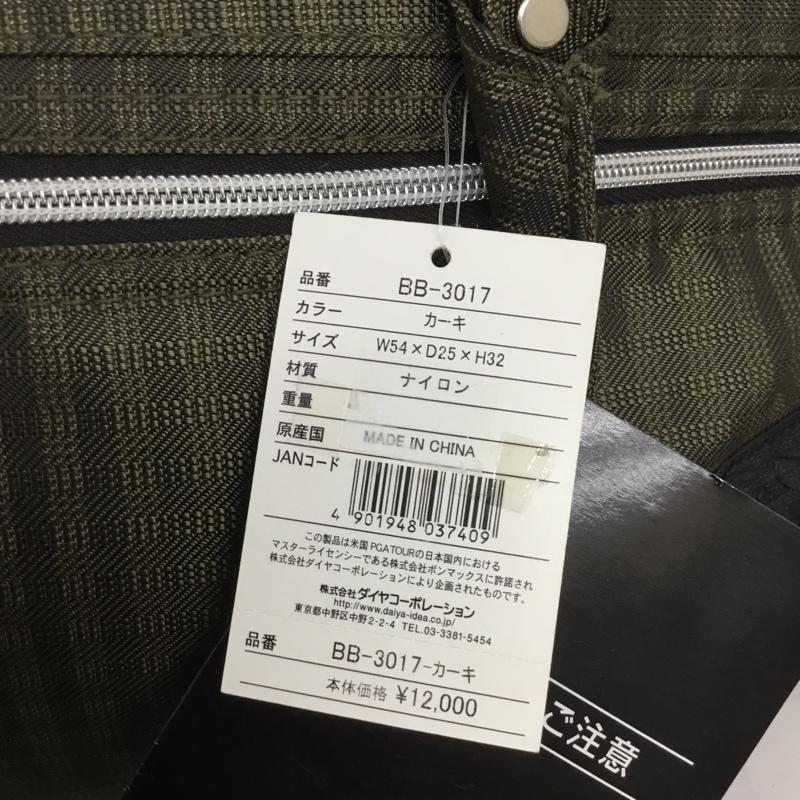 品番 BB-3017
カラー カーキ
サイズ W54×D25×H32
材質 ナイロン
重量
原産国 MADE IN CHINA
JANコード
4 901948 037409
この製品は米国PGATOURの日本国内における
マスターライセンシーである株式会社ボンマックスに許諾され
株式会社ダイヤコーポレーションにより企画されたものです。
株式会社ダイヤコーポレーション
http://www.daiya-idea.co.jp/
東京都中野区中野2-2-4 TEL.03-3381-5454
品番 BB-3017-カーキ
本体価格 ¥12,000
ご注意